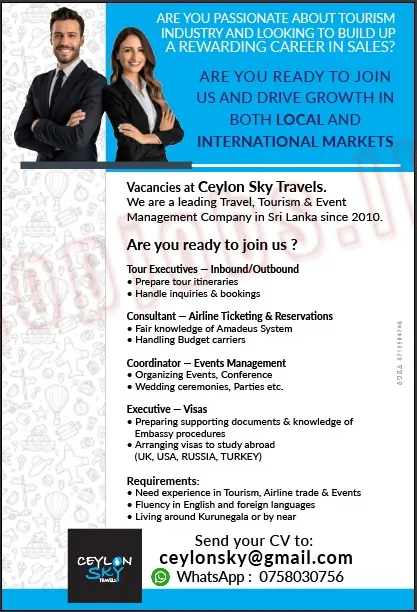 ARE YOU PASSIONATE ABOUT TOURISM
INDUSTRY AND LOOKING TO BUILD UP
A REWARDING CAREER IN SALES?
ARE YOU READY TO JOIN
US AND DRIVE GROWTH IN
BOTH LOCAL AND
INTERNATIONAL MARKETS
Vacancies at Ceylon Sky Travels.
We are a leading Travel, Tourism & Event
Management Company in Sri Lanka since 2010.
Are you ready to join us ?
Tour Executives — Inbound/Outbound
• Prepare tour itineraries
• Handle inquiries & bookings
Consultant — Airline Ticketing & Reservations
• Fair knowledge of Amadeus System
• Handling Budget carriers
Coordinator — Events Management
• Organizing Events, Conference
• Wedding ceremonies, Parties etc.
Executive — Visas
• Preparing supporting documents & knowledge of
Embassy procedures
• Arranging visas to study abroad
(UK, USA, RUSSIA, TURKEY)
Requirements:
• Need experience in Tourism, Airline trade & Events
• Fluency in English and foreign languages
• Living around Kurunegala or by near
CEYLON
SKY
TRAVELS
Send your CV to:
ceylonsky@gmail.com
WhatsApp : 0758030756